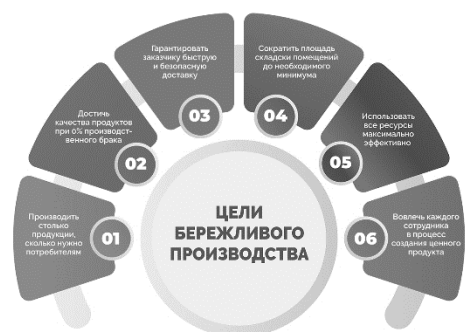 ЦЕЛИ
БЕРЕЖЛИВОГО
ПРОИЗВОДСТВА
01
Производить
столько
продукции,
сколько нужно
потребителям
02
Достичь
качества продуктов
при 0% производст-
венного брака
03
Гарантировать
заказчику быструю
и безопасную
доставку
04
Сократить площадь
складски помещений
до необходимого
минимума
05
Использовать
все ресурсы
максимально
эффективно
06
Вовлечь каждого
сотрудника
в процесс
создания ценного
продукта